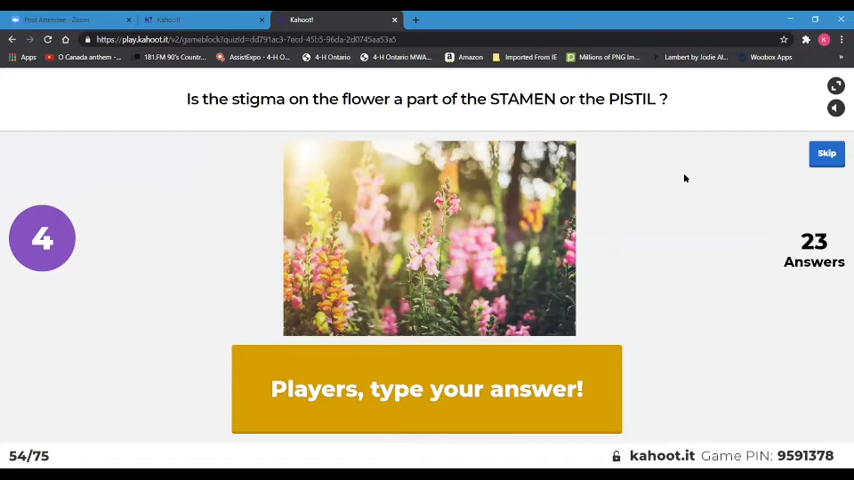 Post Attendee - Zoom
Kahoot!
Kahoot!
https://play.kahoot.it/v2/gameblock?quizId=dd791ac3-7ecd-45b5-96da-2d0745aa53a5
Apps
O Canada anthem - ...
181.FM 90's Countr...
AssistExpo - 4-H O...
4-H Ontario
4-H Ontario MWA...
Amazon
Imported From IE
Millions of PNG Im...
Lambert by Jodie Al...
Woobox Apps
Is the stigma on the flower a part of the STAMEN or the PISTIL ?
Skip
4
23
Answers
Players, type your answer!
54/75
kahoot.it Game PIN: 9591378